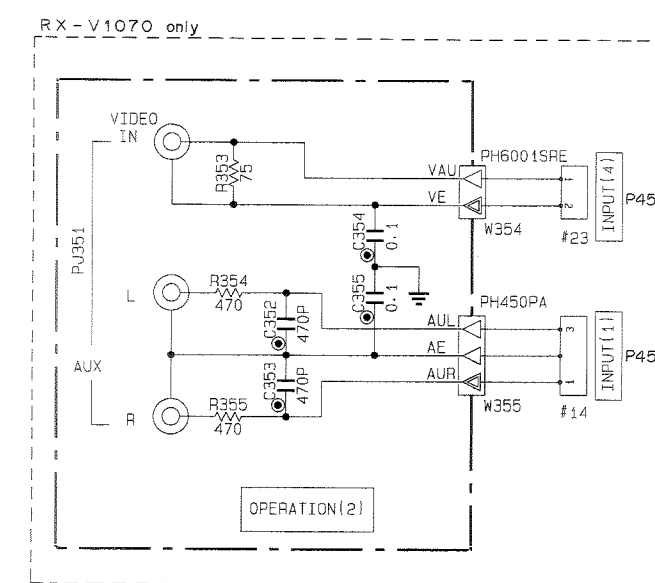 RX-V1070 only
VIDEO
IN
R353
75
VAU
VE
PH6001SRE
1
2
W354
#23
INPUT(4)
P45
C354
0.1
C355
0.1
PJ351
L
R354
470
C352
470P
AUL
AE
AUR
PH450PA
3
1
W355
#14
INPUT(1)
P45
AUX
C353
470P
R
R355
470
OPERATION(2)